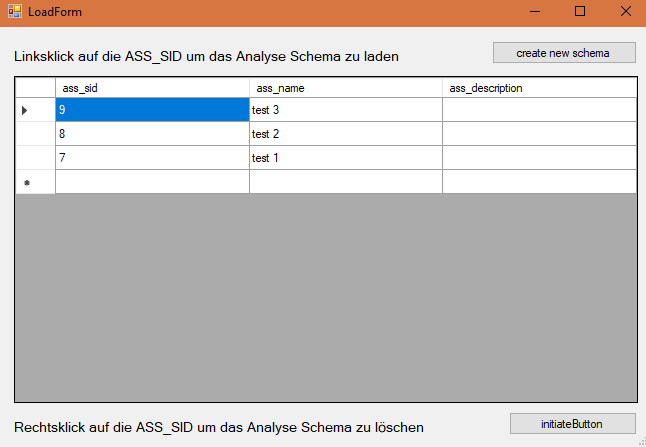 LoadForm
Linksklick auf die ASS_SID um das Analyse Schema zu laden
create new schema
ass_sid ass_name ass_description
9 test 3
8 test 2
7 test 1
Rechtsklick auf die ASS_SID um das Analyse Schema zu löschen
initiateButton